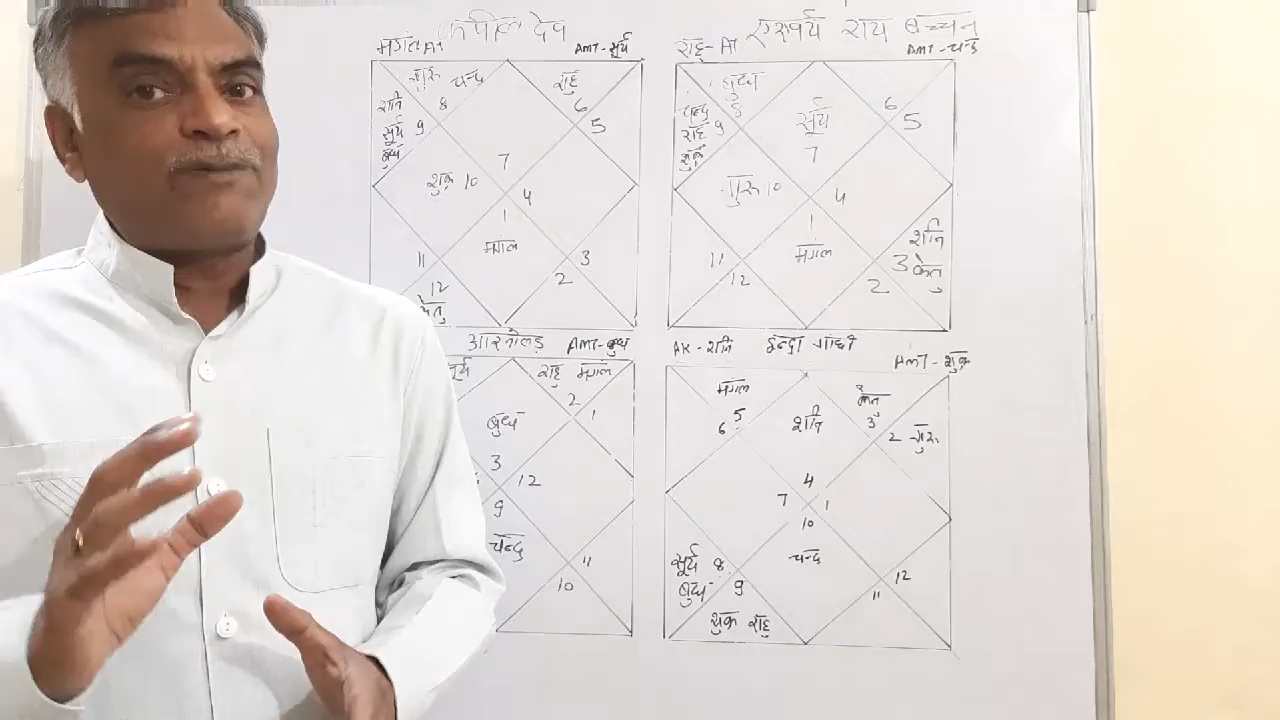 कपिल देव
मंगल AK
AMT - सूर्य
गुरु चन्द्र
राहु
शनि
8
6
सूर्य 9
5
बुध
7
शुक्र 10
4
1
मंगल
11
3
12
2
केतु
ऐश्वर्य राय बच्चन
राहु - AK
AMT - चन्द्र
बुध
चन्द्र 8
सूर्य
6
राहु 9
5
शुक्र
7
गुरु 10
4
1
मंगल
शनि
11
3 केतु
12
2
आरनोल्ड
AMT - बुध
सूर्य
राहु मंगल
2
1
बुध
3
12
9
चन्द्र
11
10
AK - शनि
इन्द्रा गांधी
AMT - शुक्र
मंगल
केतु
5
शनि
3
6
2 गुरु
4
7
1
10
सूर्य 8
चन्द्र
बुध 9
12
11
शुक्र राहु